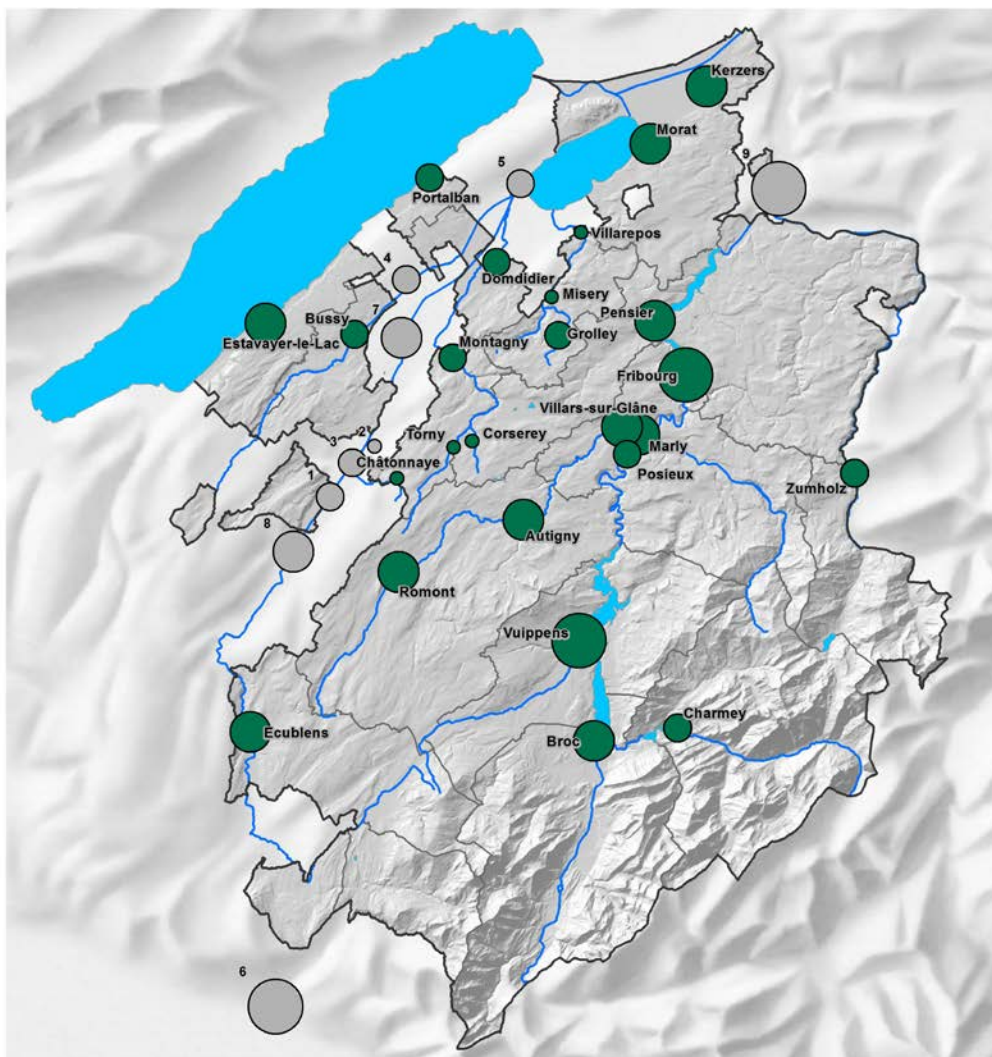 Kerzers
Morat
9
5
Portalban
Villarepos
4
Domdidier
Misery
7
Bussy
Pensier
Estavayer-le-Lac
Grolley
Montagny
Fribourg
Villars-sur-Glâne
2
Torny
Corserey
3
Marly
Châtonnaye
Posieux
1
Zumholz
8
Autigny
Romont
Vuippens
Charmey
Ecublens
Broc
6